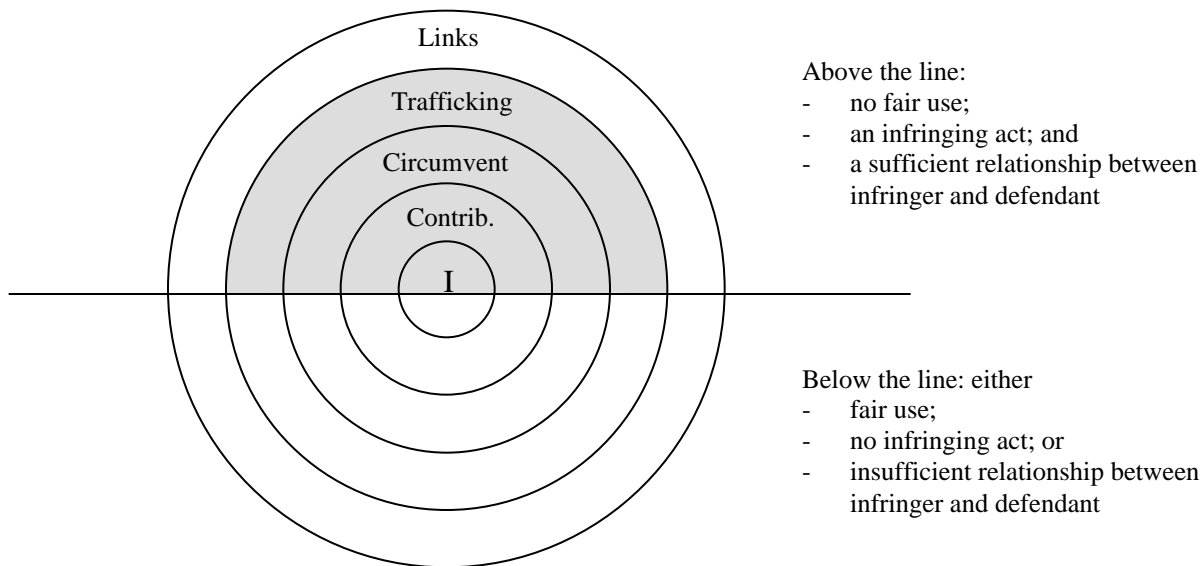 Links
Trafficking
Circumvent
Contrib.
I
Above the line:
- no fair use;
- an infringing act; and
- a sufficient relationship between
infringer and defendant
Below the line: either
- fair use;
- no infringing act; or
- insufficient relationship between
infringer and defendant